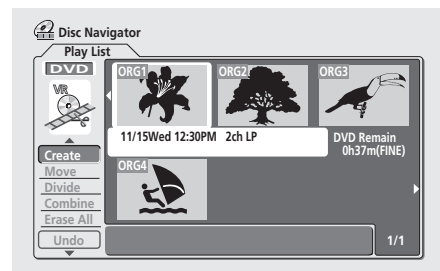 Disc Navigator
Play List
DVD
VR
ORG1
ORG2
ORG3
11/15Wed 12:30PM 2ch LP
DVD Remain
0h37m(FINE)
Create
Move
Divide
Combine
Erase All
Undo
ORG4
1/1